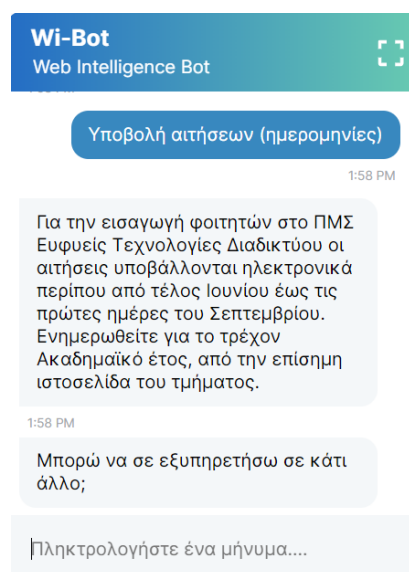 Wi-Bot
Web Intelligence Bot
Υποβολή αιτήσεων (ημερομηνίες)
1:58 PM
Για την εισαγωγή φοιτητών στο ΠΜΣ
Ευφυείς Τεχνολογίες Διαδικτύου οι
αιτήσεις υποβάλλονται ηλεκτρονικά
περίπου από τέλος Ιουνίου έως τις
πρώτες ημέρες του Σεπτεμβρίου.
Ενημερωθείτε για το τρέχον
Ακαδημαϊκό έτος, από την επίσημη
ιστοσελίδα του τμήματος.
1:58 PM
Μπορώ να σε εξυπηρετήσω σε κάτι
άλλο;
Πληκτρολογήστε ένα μήνυμα....